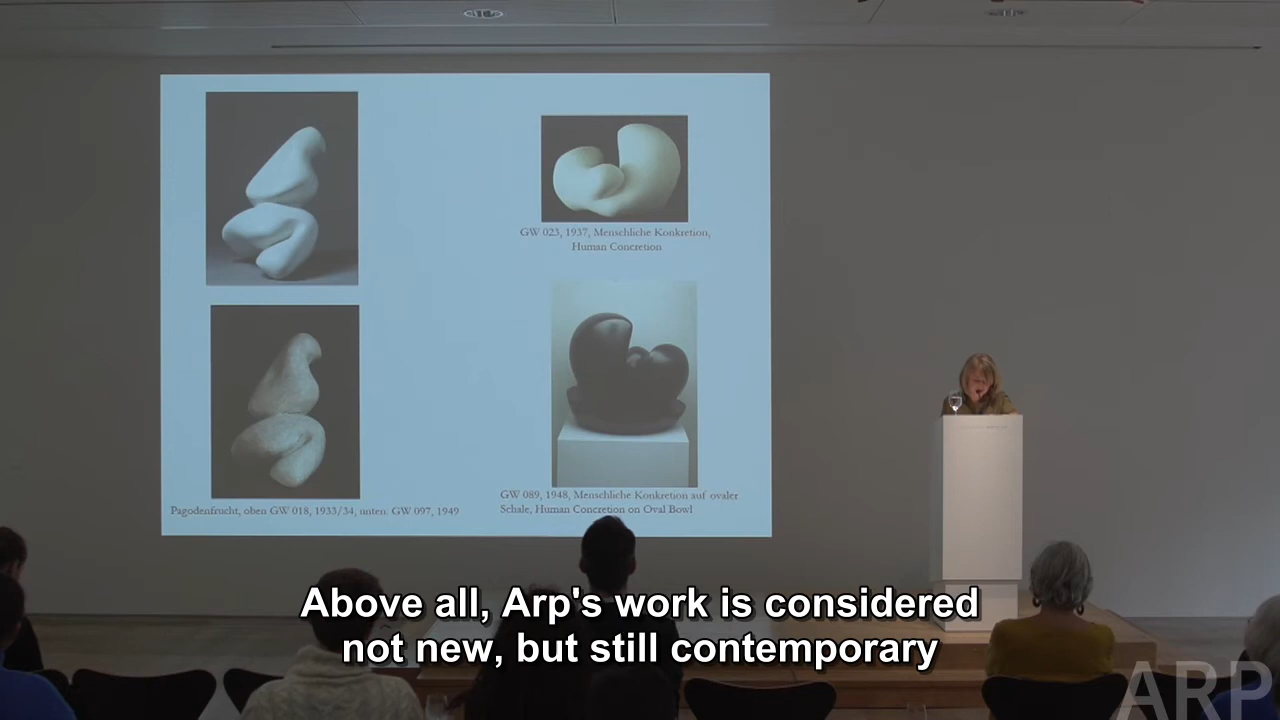 GW 023, 1937, Menschliche Konkretion,
Human Concretion
Pagodenfrucht, oben GW 018, 1933/34, unten. GW 097, 1949
GW 089, 1948, Menschliche Konkretion auf ovaler
Schale, Human Concretion on Oval Bowl
Above all, Arp's work is considered
not new, but still contemporary
ARP